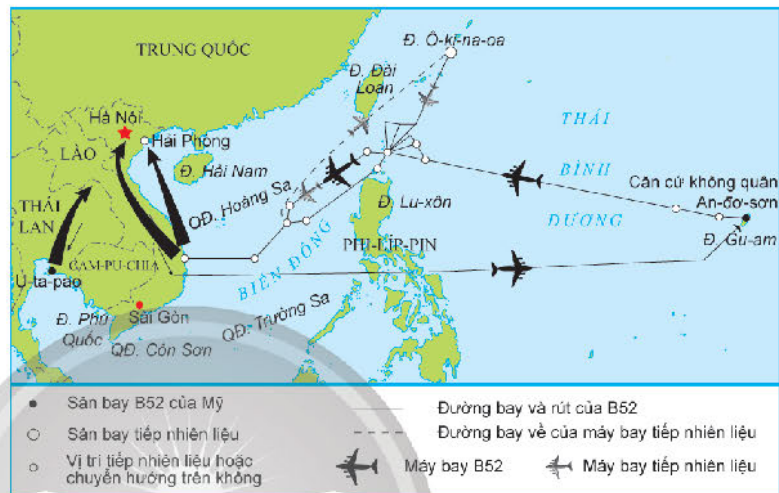 TRUNG QUỐC
Đ. Ô-ki-na-oa
Đ. Đài
Loan
Hà Nội
Hải Phòng
LÀO
Đ. Hải Nam
THÁI
BÌNH
DƯƠNG
THÁI
LAN
QĐ. Hoàng Sa
Đ. Lu-xôn
Căn cứ không quân
An-đơ-sơn
Đ. Gu-am
PHI-LÍP-PIN
BIỂN ĐÔNG
CAM-PU-CHIA
U-ta-pao
Sài Gòn
Đ. Phú
Quốc
QĐ. Côn Sơn
QĐ. Trường Sa
Sân bay B52 của Mỹ
Sân bay tiếp nhiên liệu
Vị trí tiếp nhiên liệu hoặc
chuyển hướng trên không
Đường bay và rút của B52
Đường bay về của máy bay tiếp nhiên liệu
Máy bay B52
Máy bay tiếp nhiên liệu